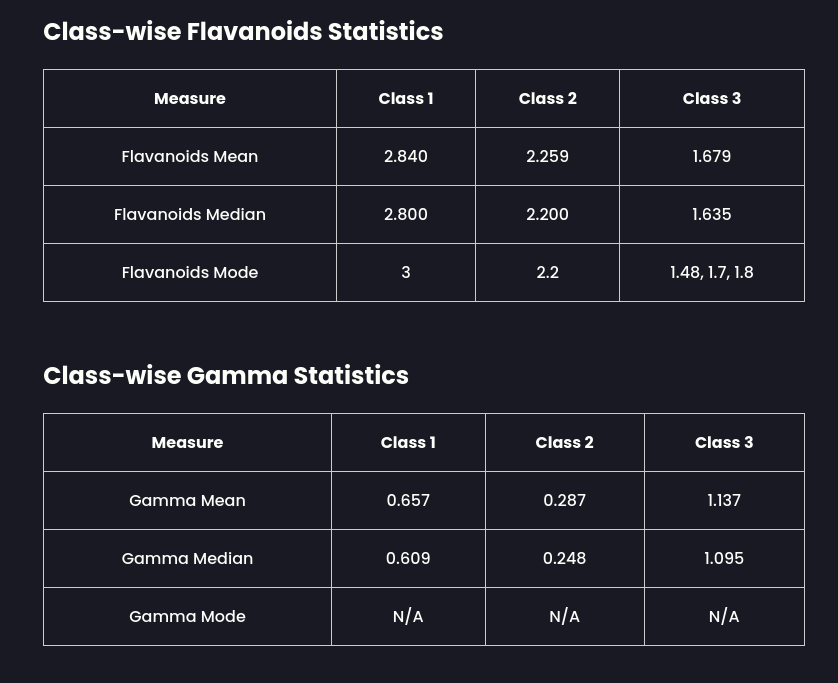 Class-wise Flavanoids Statistics
Measure Class 1 Class 2 Class 3
Flavanoids Mean 2.840 2.259 1.679
Flavanoids Median 2.800 2.200 1.635
Flavanoids Mode 3 2.2 1.48, 1.7, 1.8
Class-wise Gamma Statistics
Measure Class 1 Class 2 Class 3
Gamma Mean 0.657 0.287 1.137
Gamma Median 0.609 0.248 1.095
Gamma Mode N/A N/A N/A